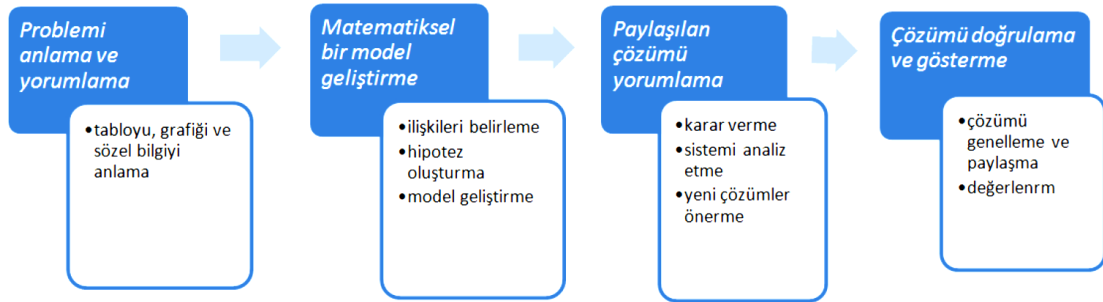 Problemi
anlama ve
yorumlama
•tabloyu, grafiği ve
sözel bilgiyi
anlama
Matematiksel
bir model
geliştirme
•ilişkileri belirleme
•hipotez
oluşturma
•model geliştirme
Paylaşılan
çözümü
yorumlama
•karar verme
•sistemi analiz
etme
•yeni çözümler
önerme
Çözümü doğrulama
ve gösterme
•çözümü
genelleme ve
paylaşma
•değerlenrm